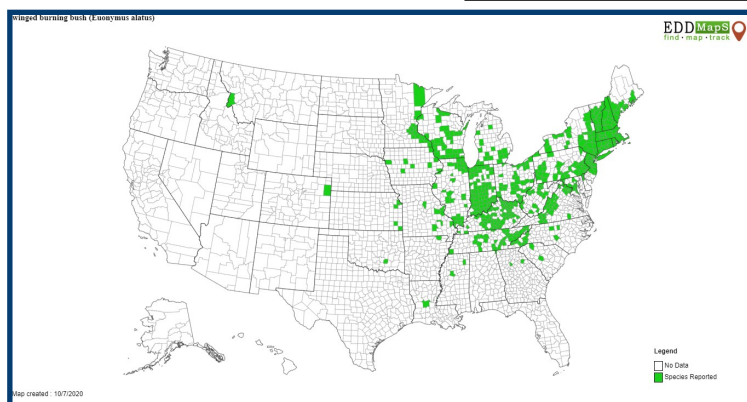 winged burning bush (Euonymus alatus)
EDDMapS
find • map • track
Legend
No Data
Species Reported
Map created : 10/7/2020